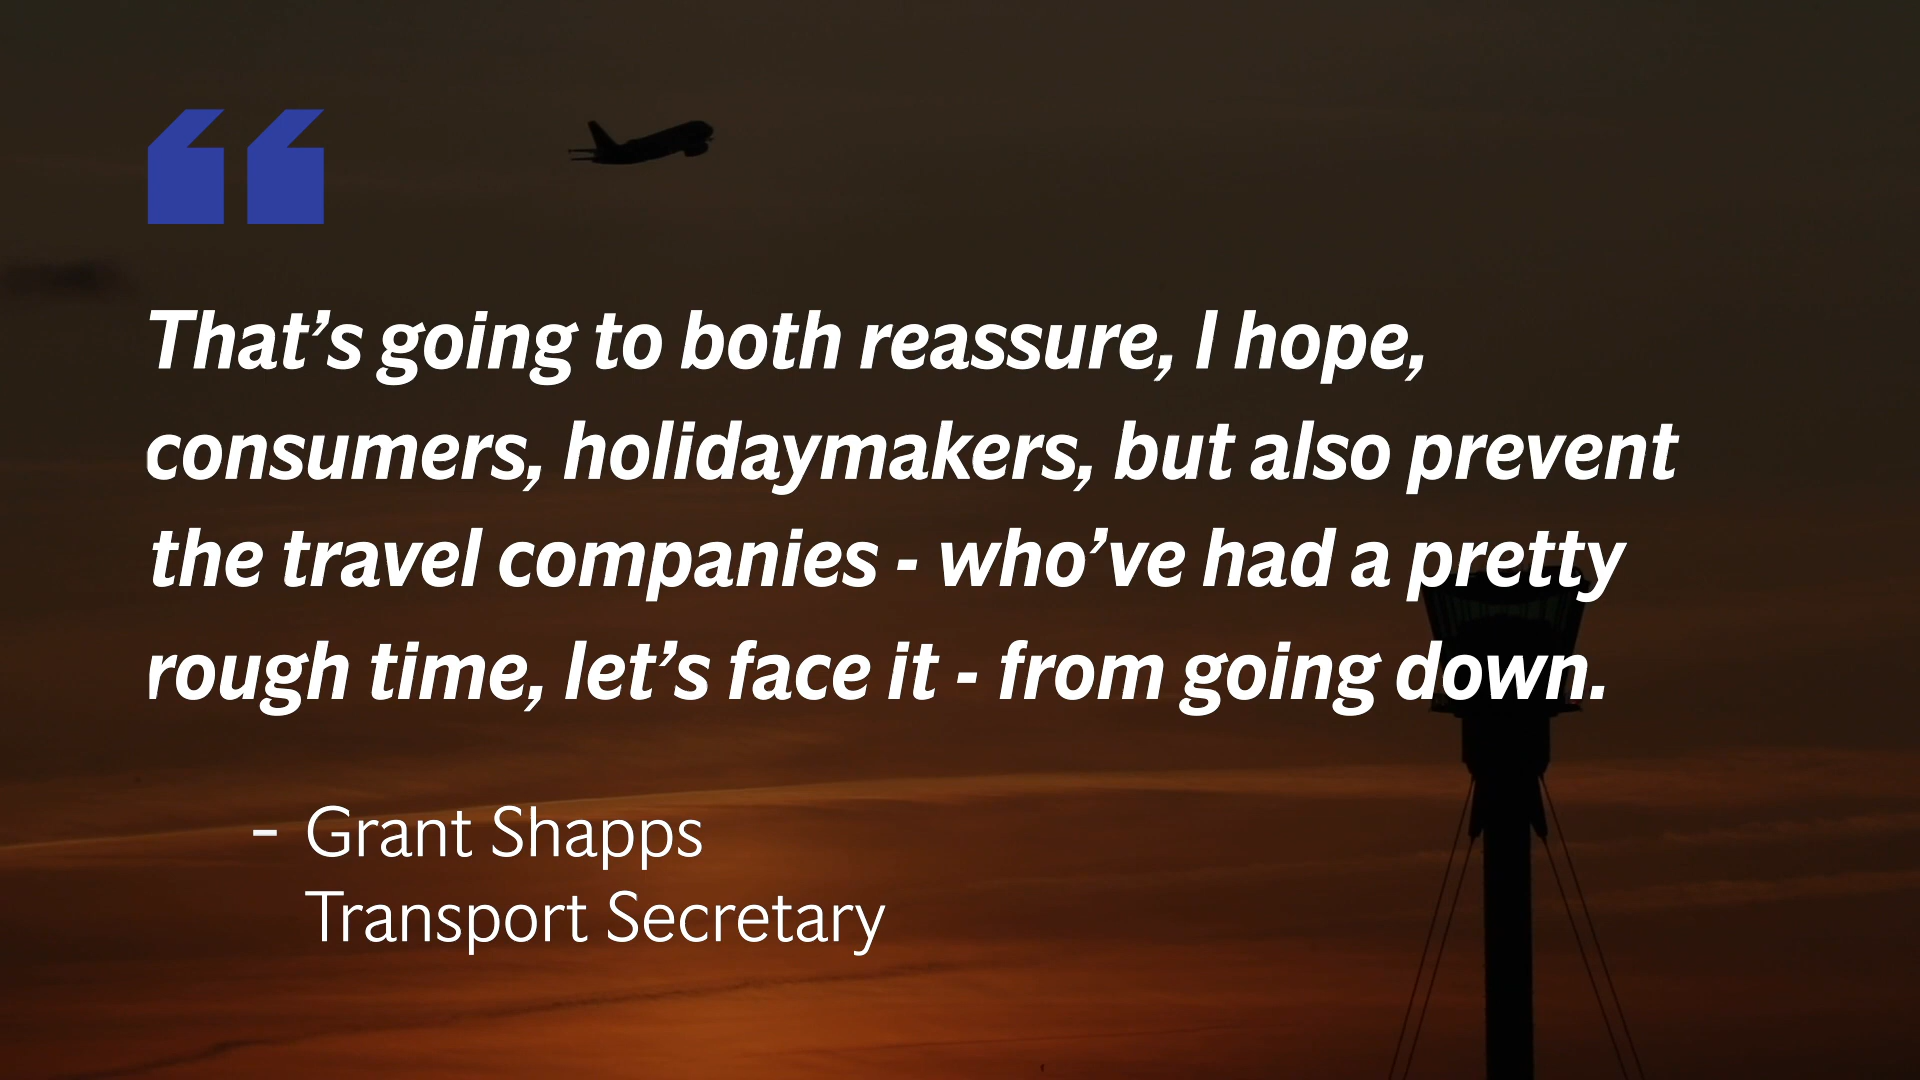 “
That’s going to both reassure, I hope,
consumers, holidaymakers, but also prevent
the travel companies - who’ve had a pretty
rough time, let’s face it - from going down.
- Grant Shapps
Transport Secretary